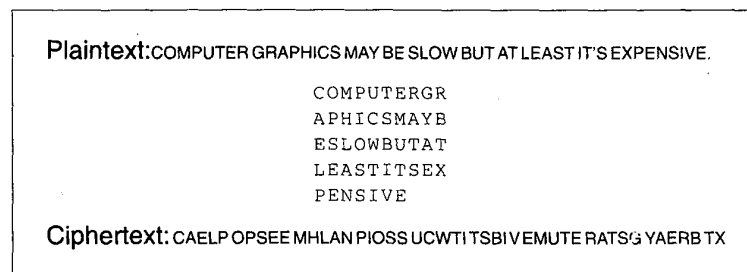 Plaintext: COMPUTER GRAPHICS MAY BE SLOW BUT AT LEAST IT'S EXPENSIVE.
COMPUTERGR
APHICSMAYB
ESLOWBUTAT
LEASTITSEX
PENSIVE
Ciphertext: CAELP OPSEE MHLAN PIOSS UCWTI TSBIV EMUTE RATSG YAERB TX